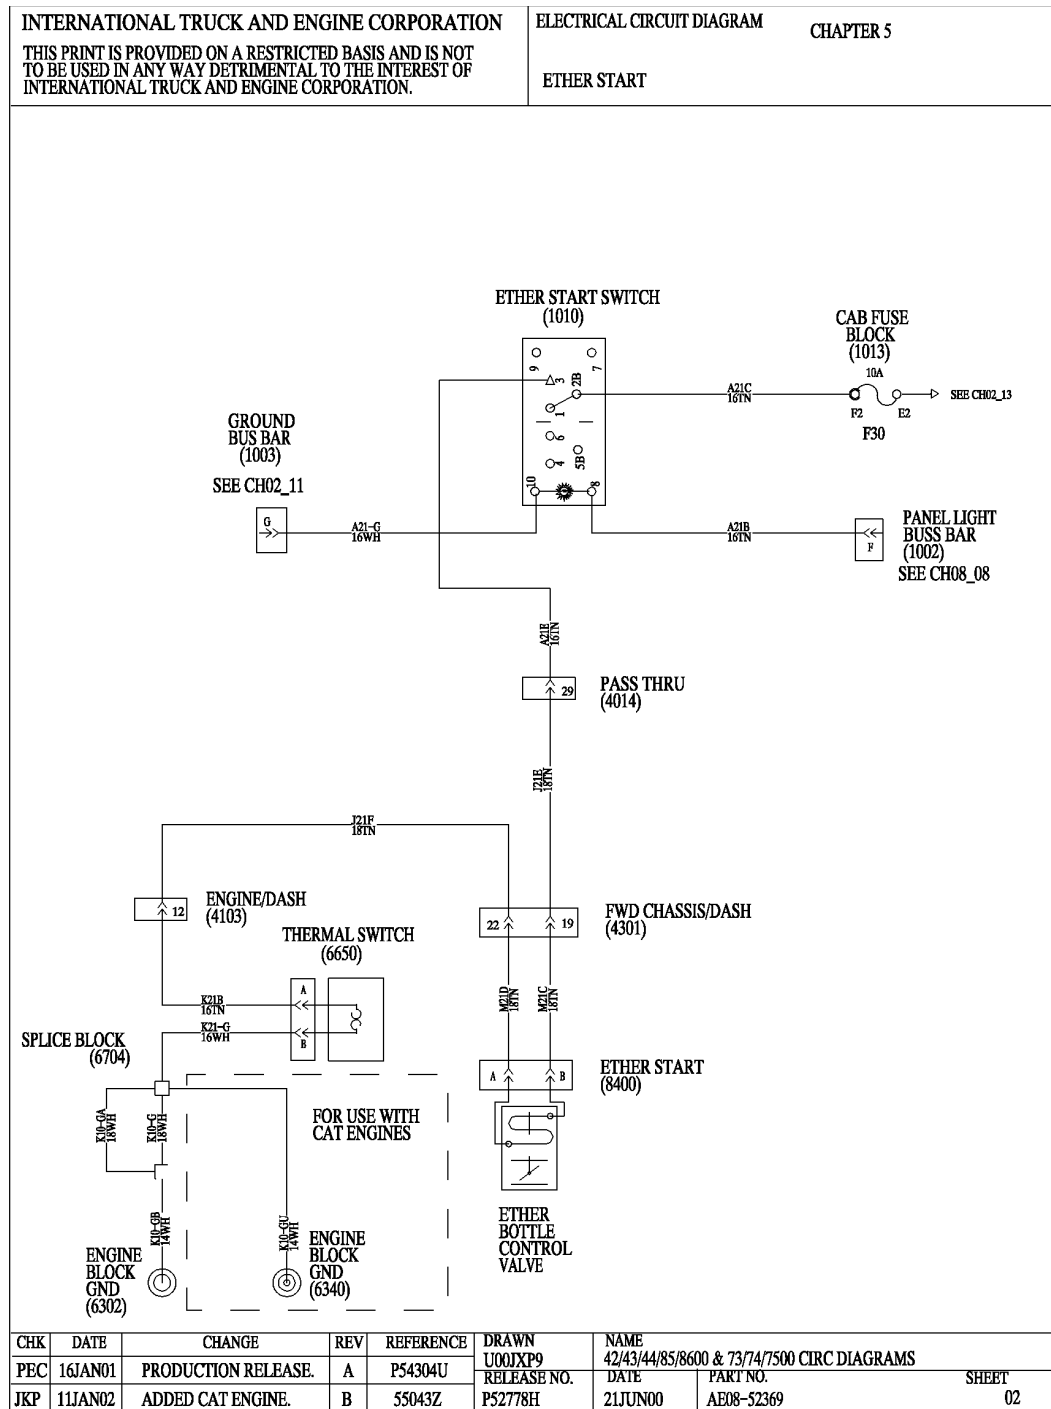 INTERNATIONAL TRUCK AND ENGINE CORPORATION
THIS PRINT IS PROVIDED ON A RESTRICTED BASIS AND IS NOT
TO BE USED IN ANY WAY DETRIMENTAL TO THE INTEREST OF
INTERNATIONAL TRUCK AND ENGINE CORPORATION.
ELECTRICAL CIRCUIT DIAGRAM
CHAPTER 5
ETHER START
ETHER START SWITCH
(1010)
9
7
3
2B
1
6
5B
4
10
8
CAB FUSE
BLOCK
(1013)
10A
A21C
16TN
SEE CH02_13
F2
E2
F30
GROUND
BUS BAR
(1003)
SEE CH02_11
G
A21-G
16WH
A21B
16TN
F
PANEL LIGHT
BUSS BAR
(1002)
SEE CH08_08
A21E
16TN
29
PASS THRU
(4014)
J21E
18TN
J21F
18TN
12
ENGINE/DASH
(4103)
22
19
FWD CHASSIS/DASH
(4301)
THERMAL SWITCH
(6650)
A
B
K21B
16TN
K21-G
16WH
M21D
18TN
M21C
18TN
SPLICE BLOCK
(6704)
A
B
ETHER START
(8400)
K10-GA
18WH
K10-G
18WH
FOR USE WITH
CAT ENGINES
K10-GB
14WH
K10-GU
14WH
ETHER
BOTTLE
CONTROL
VALVE
ENGINE
BLOCK
GND
(6302)
ENGINE
BLOCK
GND
(6340)
CHK DATE CHANGE REV REFERENCE
PEC 16JAN01 PRODUCTION RELEASE. A P54304U
JKP 11JAN02 ADDED CAT ENGINE. B 55043Z
DRAWN
U00JXP9
RELEASE NO.
P52778H
NAME
42/43/44/85/8600 & 73/74/7500 CIRC DIAGRAMS
DATE
21JUN00
PART NO.
AE08-52369
SHEET
02